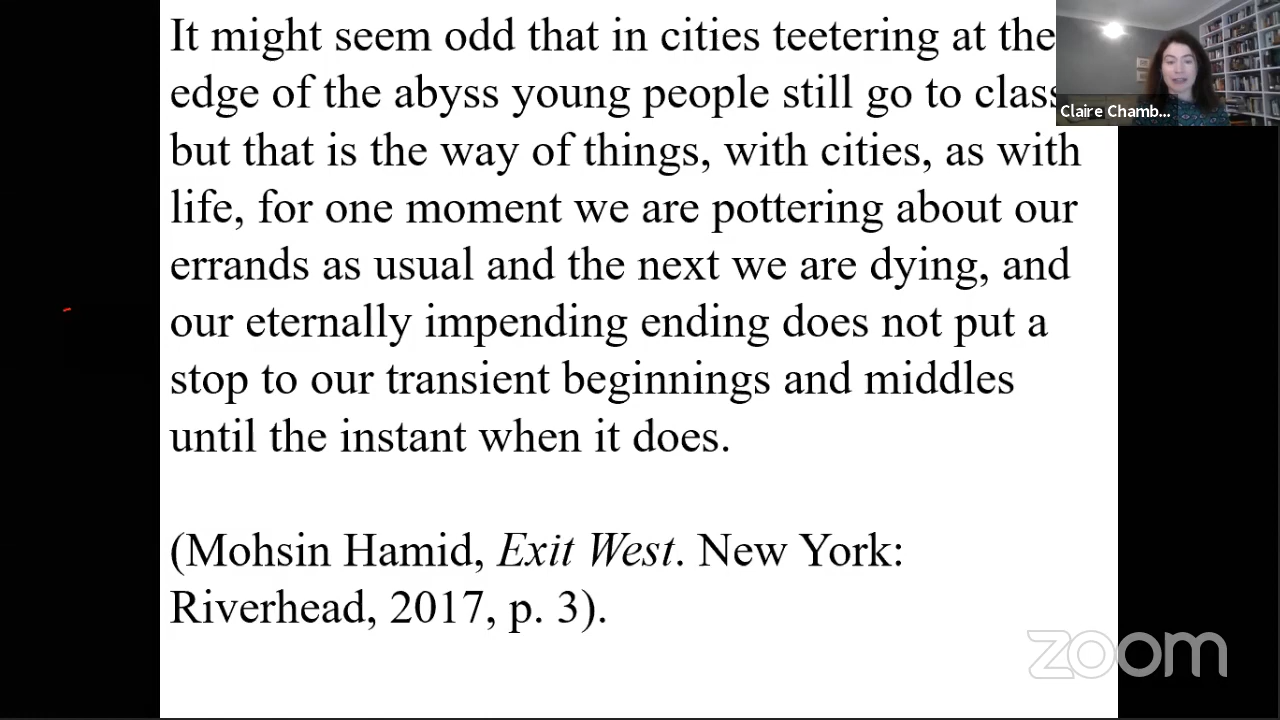 It might seem odd that in cities teetering at the
edge of the abyss young people still go to class
but that is the way of things, with cities, as with
life, for one moment we are pottering about our
errands as usual and the next we are dying, and
our eternally impending ending does not put a
stop to our transient beginnings and middles
until the instant when it does.
(Mohsin Hamid, Exit West. New York:
Riverhead, 2017, p. 3).
Claire Chamb...
zoom